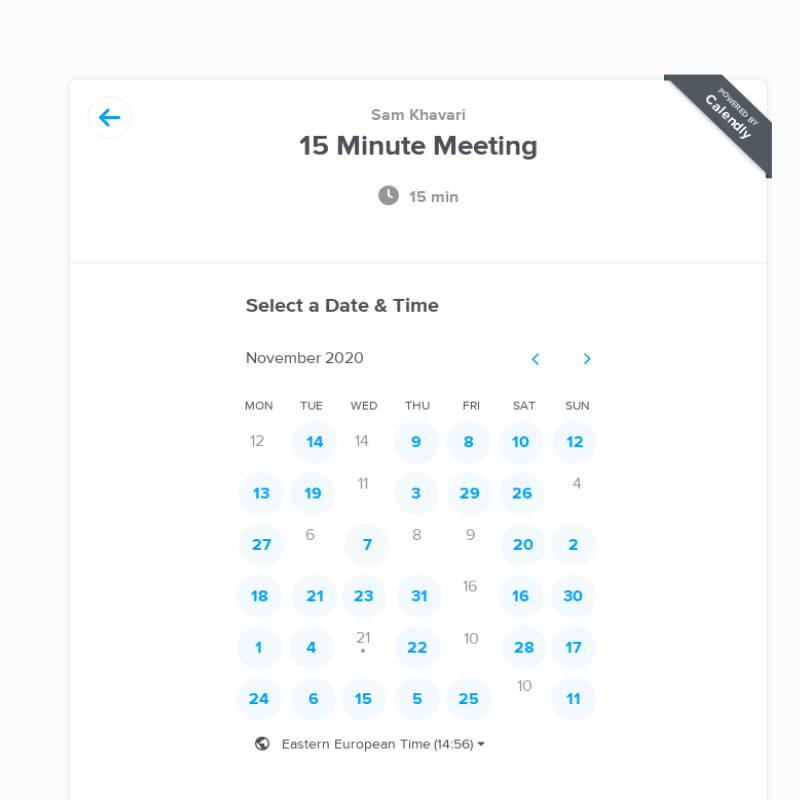 Sam Khavari
15 Minute Meeting
POWERED BY
Calendly
15 min
Select a Date & Time
November 2020
MON TUE WED THU FRI SAT SUN
12 14 14 9 8 10 12
13 19 11 3 29 26 4
27 6 7 8 9 20 2
18 21 23 31 16 16 30
1 4 21 22 10 28 17
24 6 15 5 25 10 11
Eastern European Time (14:56)